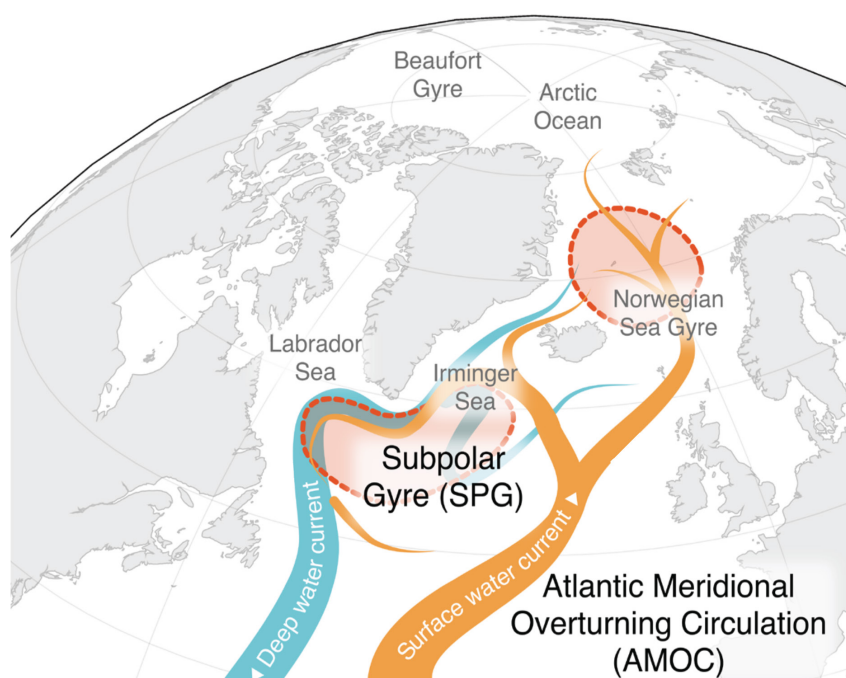 Beaufort
Gyre
Arctic
Ocean
Norwegian
Sea Gyre
Labrador
Sea
Irminger
Sea
Subpolar
Gyre (SPG)
Deep water current
Surface water current
Atlantic Meridional
Overturning Circulation
(AMOC)